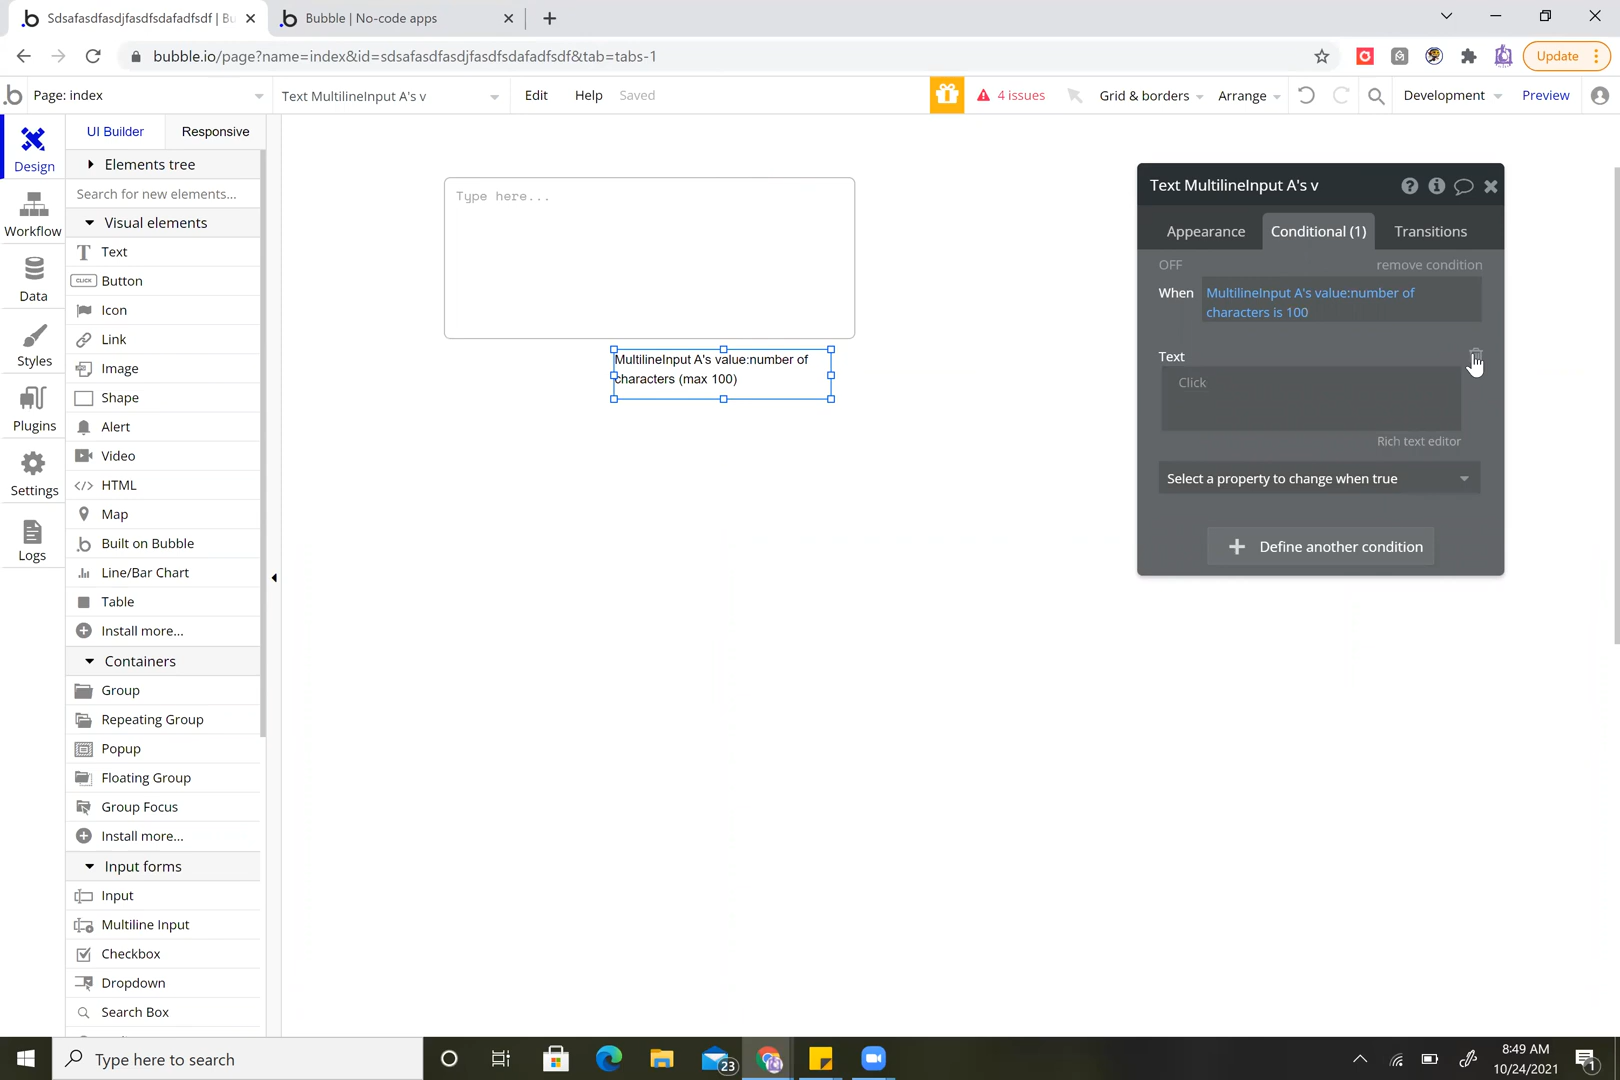 Sdsafasdfasdjfasdfsdafadfsdf | Bu
Bubble | No-code apps
bubble.io/page?name=index&id=sdsafasdfasdjfasdfsdafadfsdf&tab=tabs-1
Update
Page: index
Text MultilineInput A's v
Edit
Help
Saved
4 issues
Grid & borders
Arrange
Development
Preview
Design
Workflow
Data
Styles
Plugins
Settings
Logs
UI Builder
Responsive
Elements tree
Search for new elements...
Visual elements
Text
CLICK
Button
Icon
Link
Image
Shape
Alert
Video
HTML
Map
Built on Bubble
Line/Bar Chart
Table
Install more...
Containers
Group
Repeating Group
Popup
Floating Group
Group Focus
Install more...
Input forms
Input
Multiline Input
Checkbox
Dropdown
Search Box
Type here...
MultilineInput A's value:number of
characters (max 100)
Text MultilineInput A's v
Appearance
Conditional (1)
Transitions
OFF
remove condition
When
MultilineInput A's value:number of
characters is 100
Text
Click
Rich text editor
Select a property to change when true
Define another condition
Type here to search
23
8:49 AM
10/24/2021
1